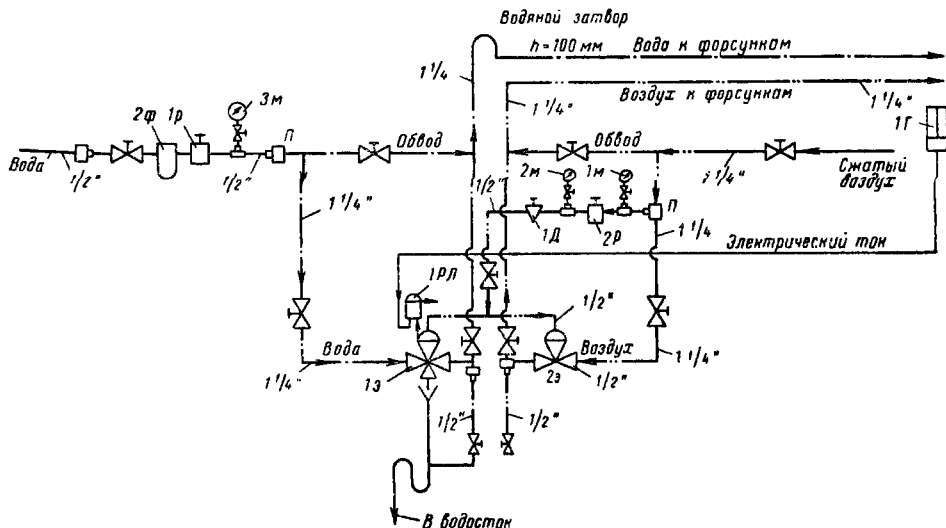 Водяной затвор
h=100 мм Вода к форсункам
1 1/4
Воздух к форсункам
1 1/4"
1 1/4"
1Г
3м
2ф 1р
П
Обвод
Обвод
Вода
1/2"
1/2"
1 1/4"
Сжатый
воздух
2м 1м
1/2"
П
1Д
2Р
1 1/4"
1 1/4
Электрический ток
1РЛ
1/2"
Вода
Воздух
1 1/4"
1 1/4"
1э
2э
1/2"
1/2"
1/2"
В водосток